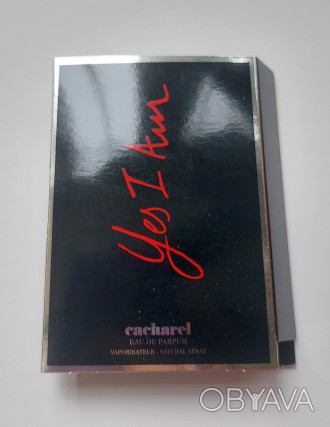 Yes I Am
cacharel
EAU DE PARFUM
VAPORISATEUR - NATURAL SPRAY
OBYAVA